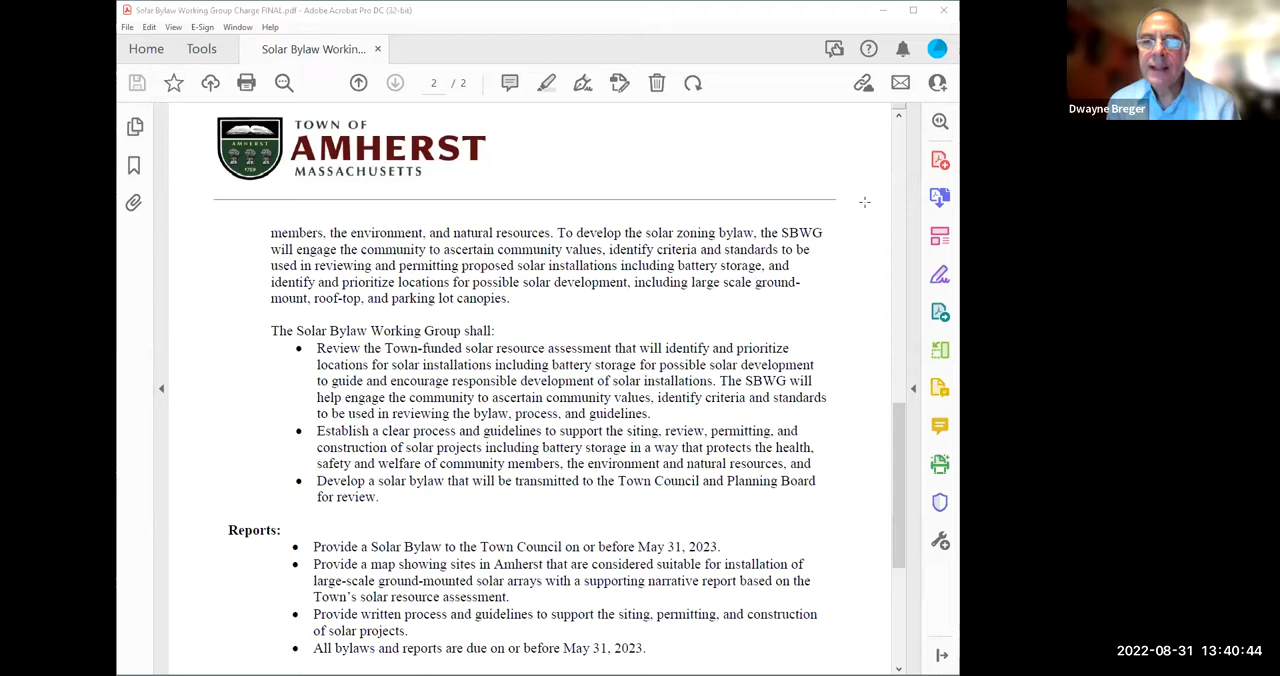 Solar Bylaw Working Group Charge FINAL.pdf - Adobe Acrobat Pro DC (32-bit)
File Edit View E-Sign Window Help
Home Tools Solar Bylaw Workin... ×
2 / 2
Dwayne Breger
TOWN OF
AMHERST
MASSACHUSETTS
1759
members, the environment, and natural resources. To develop the solar zoning bylaw, the SBWG
will engage the community to ascertain community values, identify criteria and standards to be
used in reviewing and permitting proposed solar installations including battery storage, and
identify and prioritize locations for possible solar development, including large scale ground-
mount, roof-top, and parking lot canopies.
The Solar Bylaw Working Group shall:
• Review the Town-funded solar resource assessment that will identify and prioritize
locations for solar installations including battery storage for possible solar development
to guide and encourage responsible development of solar installations. The SBWG will
help engage the community to ascertain community values, identify criteria and standards
to be used in reviewing the bylaw, process, and guidelines.
• Establish a clear process and guidelines to support the siting, review, permitting, and
construction of solar projects including battery storage in a way that protects the health,
safety and welfare of community members, the environment and natural resources, and
• Develop a solar bylaw that will be transmitted to the Town Council and Planning Board
for review.
Reports:
• Provide a Solar Bylaw to the Town Council on or before May 31, 2023.
• Provide a map showing sites in Amherst that are considered suitable for installation of
large-scale ground-mounted solar arrays with a supporting narrative report based on the
Town's solar resource assessment.
• Provide written process and guidelines to support the siting, permitting, and construction
of solar projects.
• All bylaws and reports are due on or before May 31, 2023.
2022-08-31 13:40:44